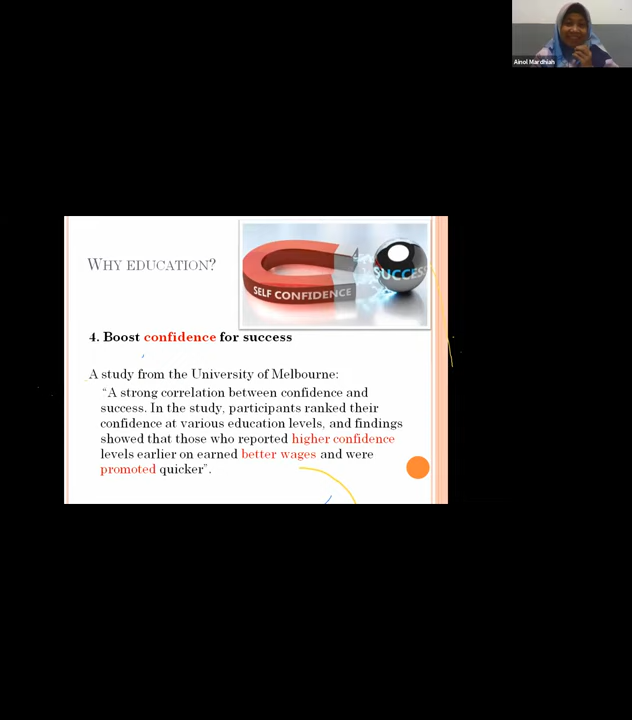 Ainol Mardhiah
WHY EDUCATION?
SELF CONFIDENCE
SUCCESS
4. Boost confidence for success
A study from the University of Melbourne:
“A strong correlation between confidence and
success. In the study, participants ranked their
confidence at various education levels, and findings
showed that those who reported higher confidence
levels earlier on earned better wages and were
promoted quicker”.